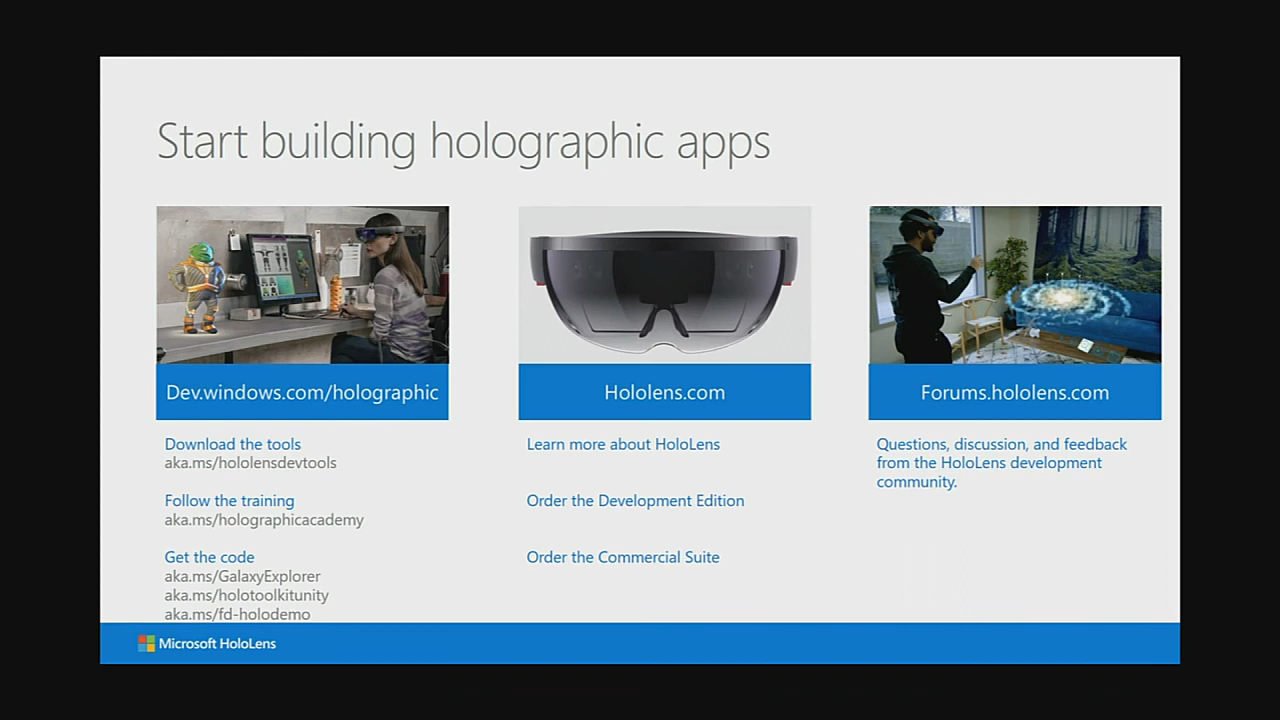 Start building holographic apps
Dev.windows.com/holographic
Download the tools
aka.ms/hololensdevtools
Follow the training
aka.ms/holographicacademy
Get the code
aka.ms/GalaxyExplorer
aka.ms/holotoolkitunity
aka.ms/fd-holodemo
Hololens.com
Learn more about HoloLens
Order the Development Edition
Order the Commercial Suite
Forums.hololens.com
Questions, discussion, and feedback
from the HoloLens development
community.
Microsoft HoloLens